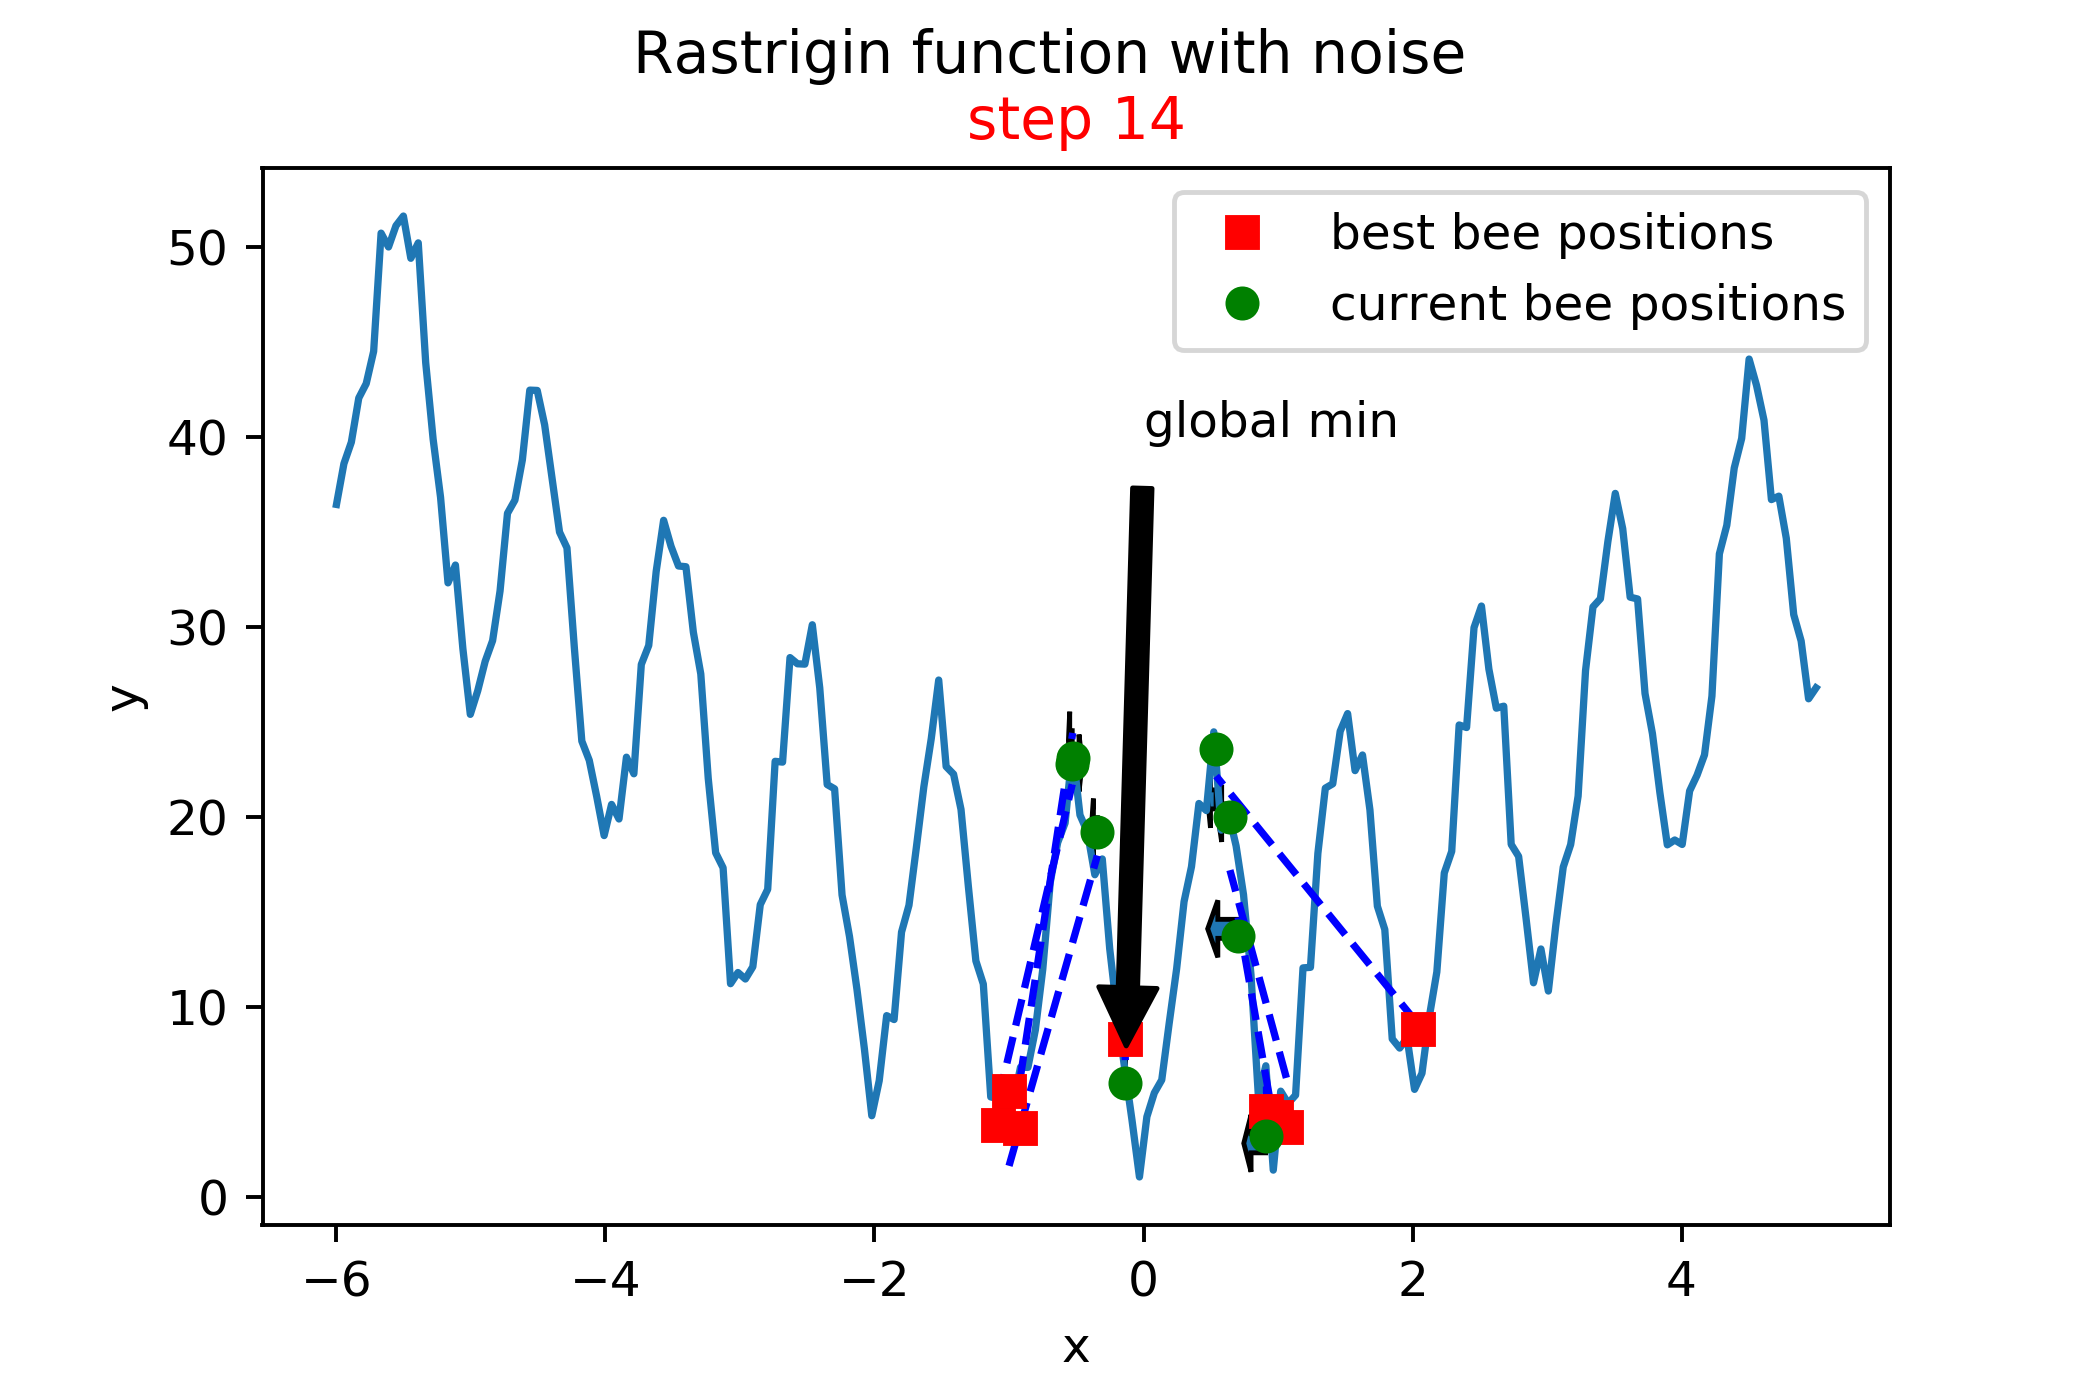 Rastrigin function with noise
step 14
best bee positions
current bee positions
global min
y
50
40
30
20
10
0
−6 −4 −2 0 2 4
x